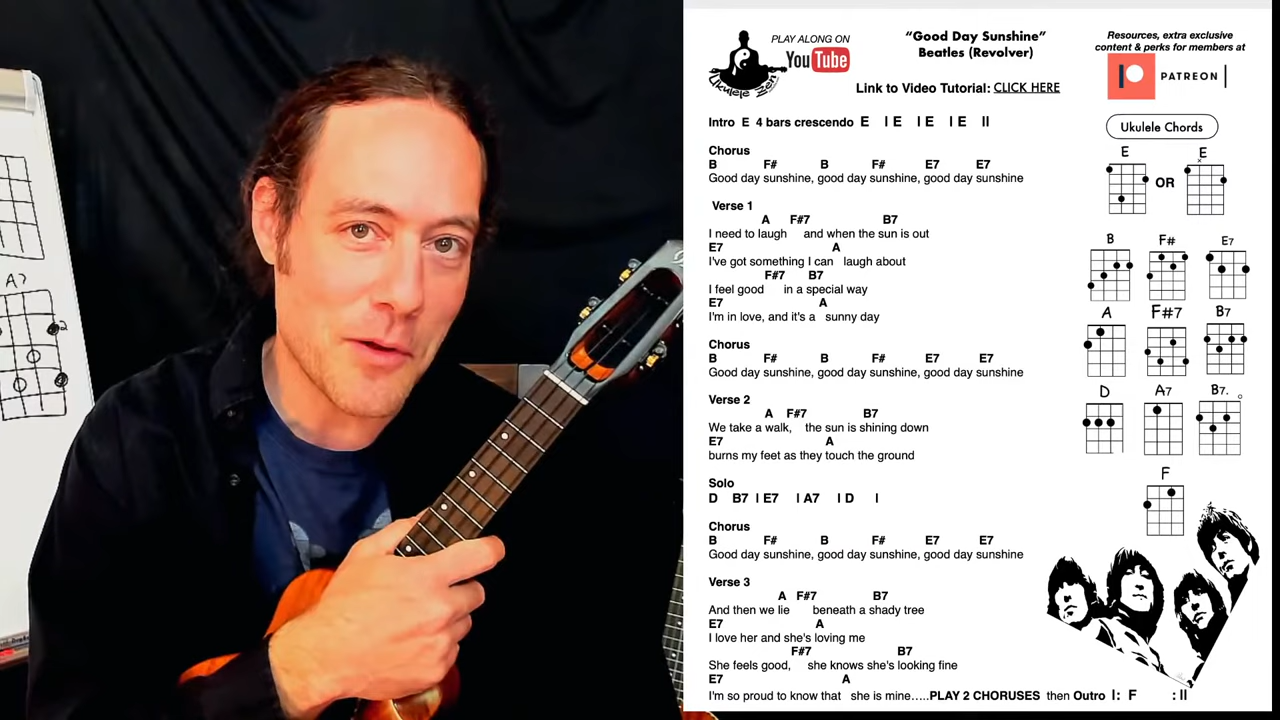 A7
PLAY ALONG ON
YouTube
Ukulele Zen
"Good Day Sunshine"
Beatles (Revolver)
Link to Video Tutorial: CLICK HERE
Resources, extra exclusive
content & perks for members at
PATREON
Intro E 4 bars crescendo E I E I E I E II
Chorus
B F# B F# E7 E7
Good day sunshine, good day sunshine, good day sunshine
Verse 1
A F#7 B7
I need to laugh and when the sun is out
E7 A
I've got something I can laugh about
F#7 B7
I feel good in a special way
E7 A
I'm in love, and it's a sunny day
Chorus
B F# B F# E7 E7
Good day sunshine, good day sunshine, good day sunshine
Verse 2
A F#7 B7
We take a walk, the sun is shining down
E7 A
burns my feet as they touch the ground
Solo
D B7 I E7 I A7 I D I
Chorus
B F# B F# E7 E7
Good day sunshine, good day sunshine, good day sunshine
Verse 3
A F#7 B7
And then we lie beneath a shady tree
E7 A
I love her and she's loving me
F#7 B7
She feels good, she knows she's looking fine
E7 A
I'm so proud to know that she is mine.....PLAY 2 CHORUSES then Outro I: F : II
Ukulele Chords
E OR E
x
B F# E7
A F#7 B7
D A7 B7.
F